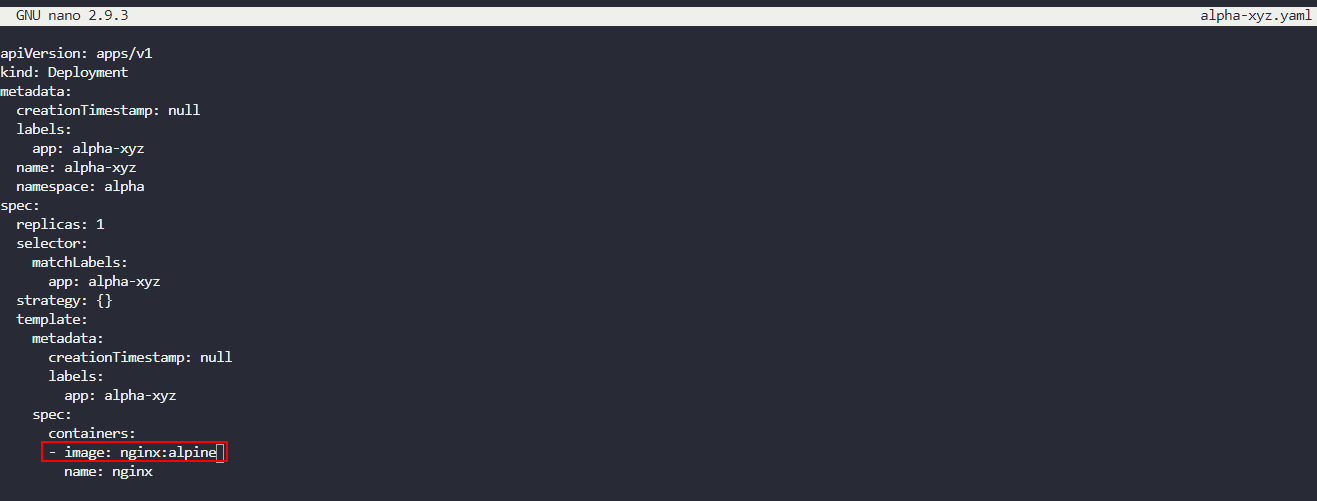 GNU nano 2.9.3 alpha-xyz.yaml
apiVersion: apps/v1
kind: Deployment
metadata:
  creationTimestamp: null
  labels:
    app: alpha-xyz
  name: alpha-xyz
  namespace: alpha
spec:
  replicas: 1
  selector:
    matchLabels:
      app: alpha-xyz
  strategy: {}
  template:
    metadata:
      creationTimestamp: null
      labels:
        app: alpha-xyz
    spec:
      containers:
      - image: nginx:alpine
        name: nginx